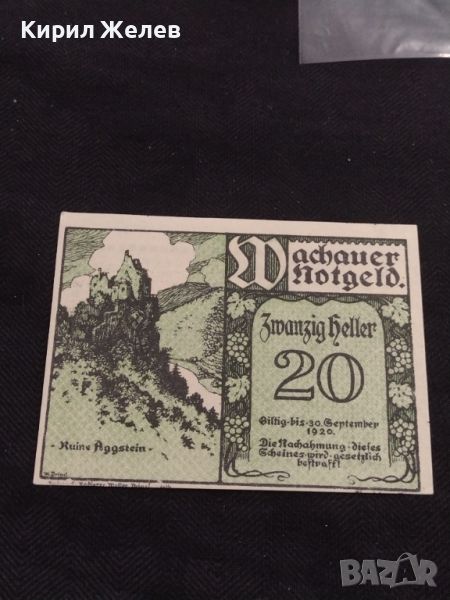 Кирил Желев
Wachauer
Notgeld.
Zwanzig Heller
20
Giltig bis 30. September
1920.
Die Nachahmung dieses
Scheines wird gesetzlich
bestraft!
- Ruine Aggstein -
BAZAR